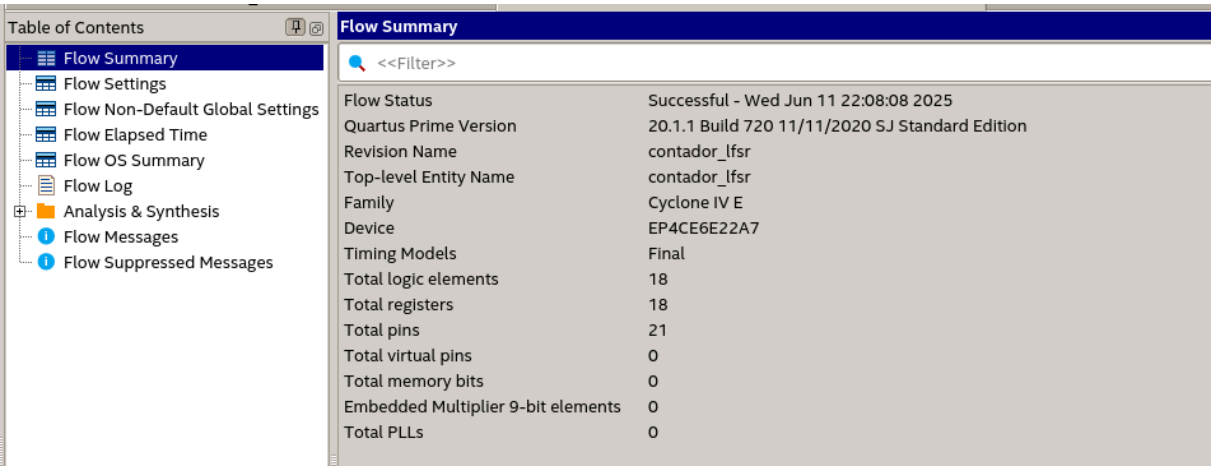 Table of Contents
Flow Summary
Flow Settings
Flow Non-Default Global Settings
Flow Elapsed Time
Flow OS Summary
Flow Log
Analysis & Synthesis
Flow Messages
Flow Suppressed Messages
Flow Summary
<<Filter>>
Flow Status Successful - Wed Jun 11 22:08:08 2025
Quartus Prime Version 20.1.1 Build 720 11/11/2020 SJ Standard Edition
Revision Name contador_lfsr
Top-level Entity Name contador_lfsr
Family Cyclone IV E
Device EP4CE6E22A7
Timing Models Final
Total logic elements 18
Total registers 18
Total pins 21
Total virtual pins 0
Total memory bits 0
Embedded Multiplier 9-bit elements 0
Total PLLs 0